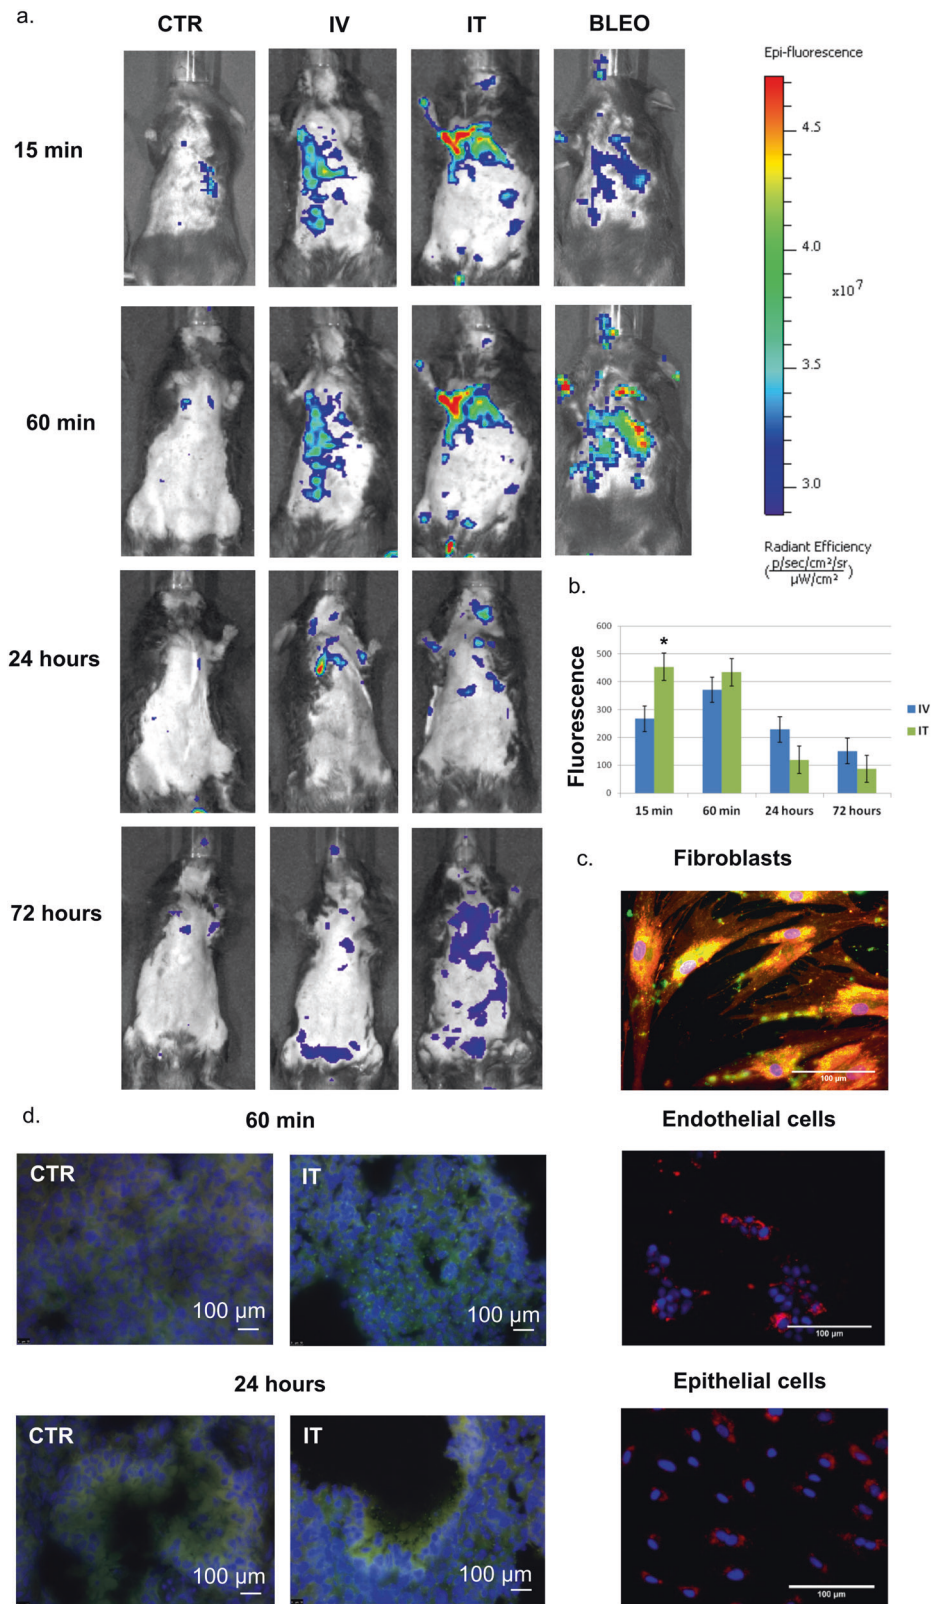 a.
CTR IV IT BLEO
15 min
60 min
24 hours
72 hours
Epi-fluorescence
4.5
4.0
x10⁷
3.5
3.0
Radiant Efficiency
(p/sec/cm²/sr
µW/cm²)
b.
Fluorescence
600
500
400
300
200
100
0
*
15 min 60 min 24 hours 72 hours
IV
IT
c.
Fibroblasts
100 µm
Endothelial cells
100 µm
Epithelial cells
100 µm
d.
60 min
CTR
100 µm
IT
100 µm
24 hours
CTR
100 µm
IT
100 µm